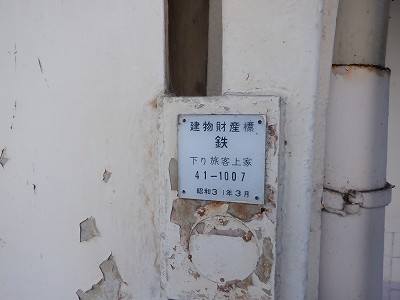 建物財産標
鉄
下り旅客上家
41-1007
昭和31年3月